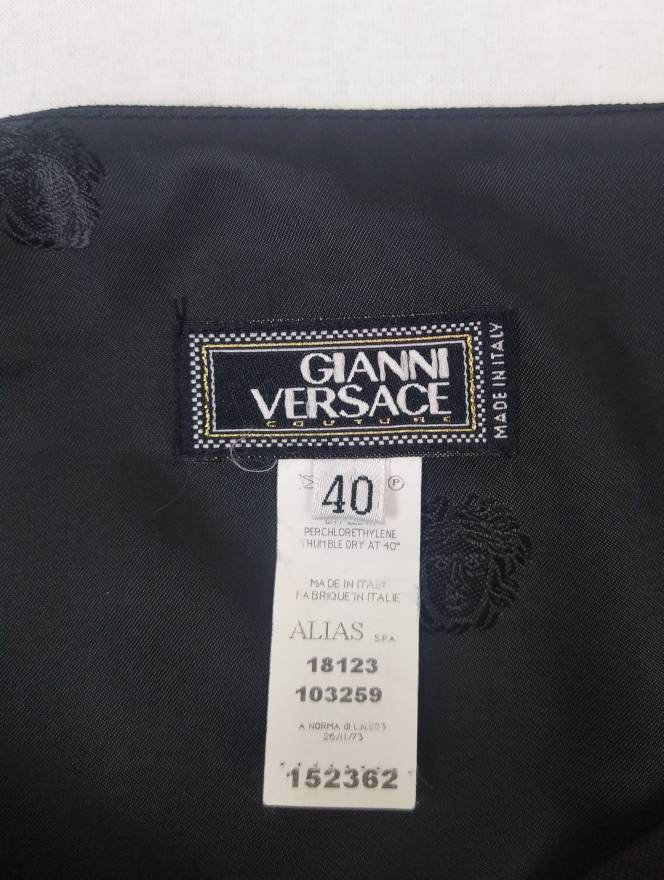 GIANNI
VERSACE
COUTURE
MADE IN ITALY
40
P
PERCHLORETHYLENE
THUMBLE DRY AT 40°
MADE IN ITALY
FABRIQUE IN ITALIE
ALIAS S.P.A
18123
103259
A NORMA di L.N. 883
26/11/73
152362